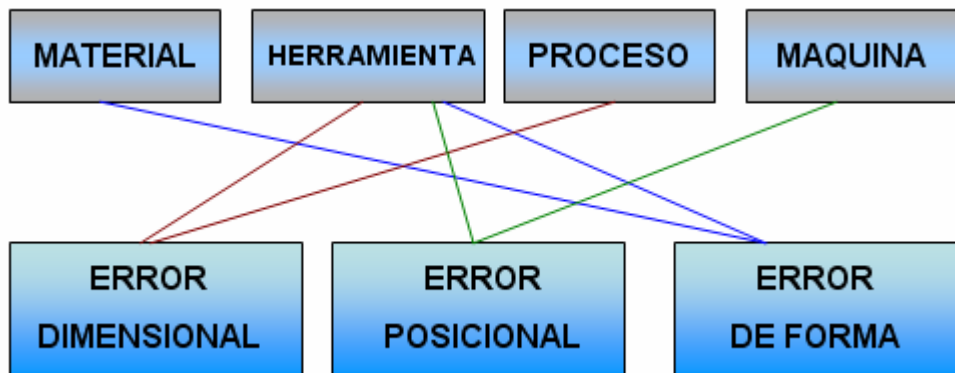 MATERIAL
HERRAMIENTA
PROCESO
MAQUINA
ERROR
DIMENSIONAL
ERROR
POSICIONAL
ERROR
DE FORMA